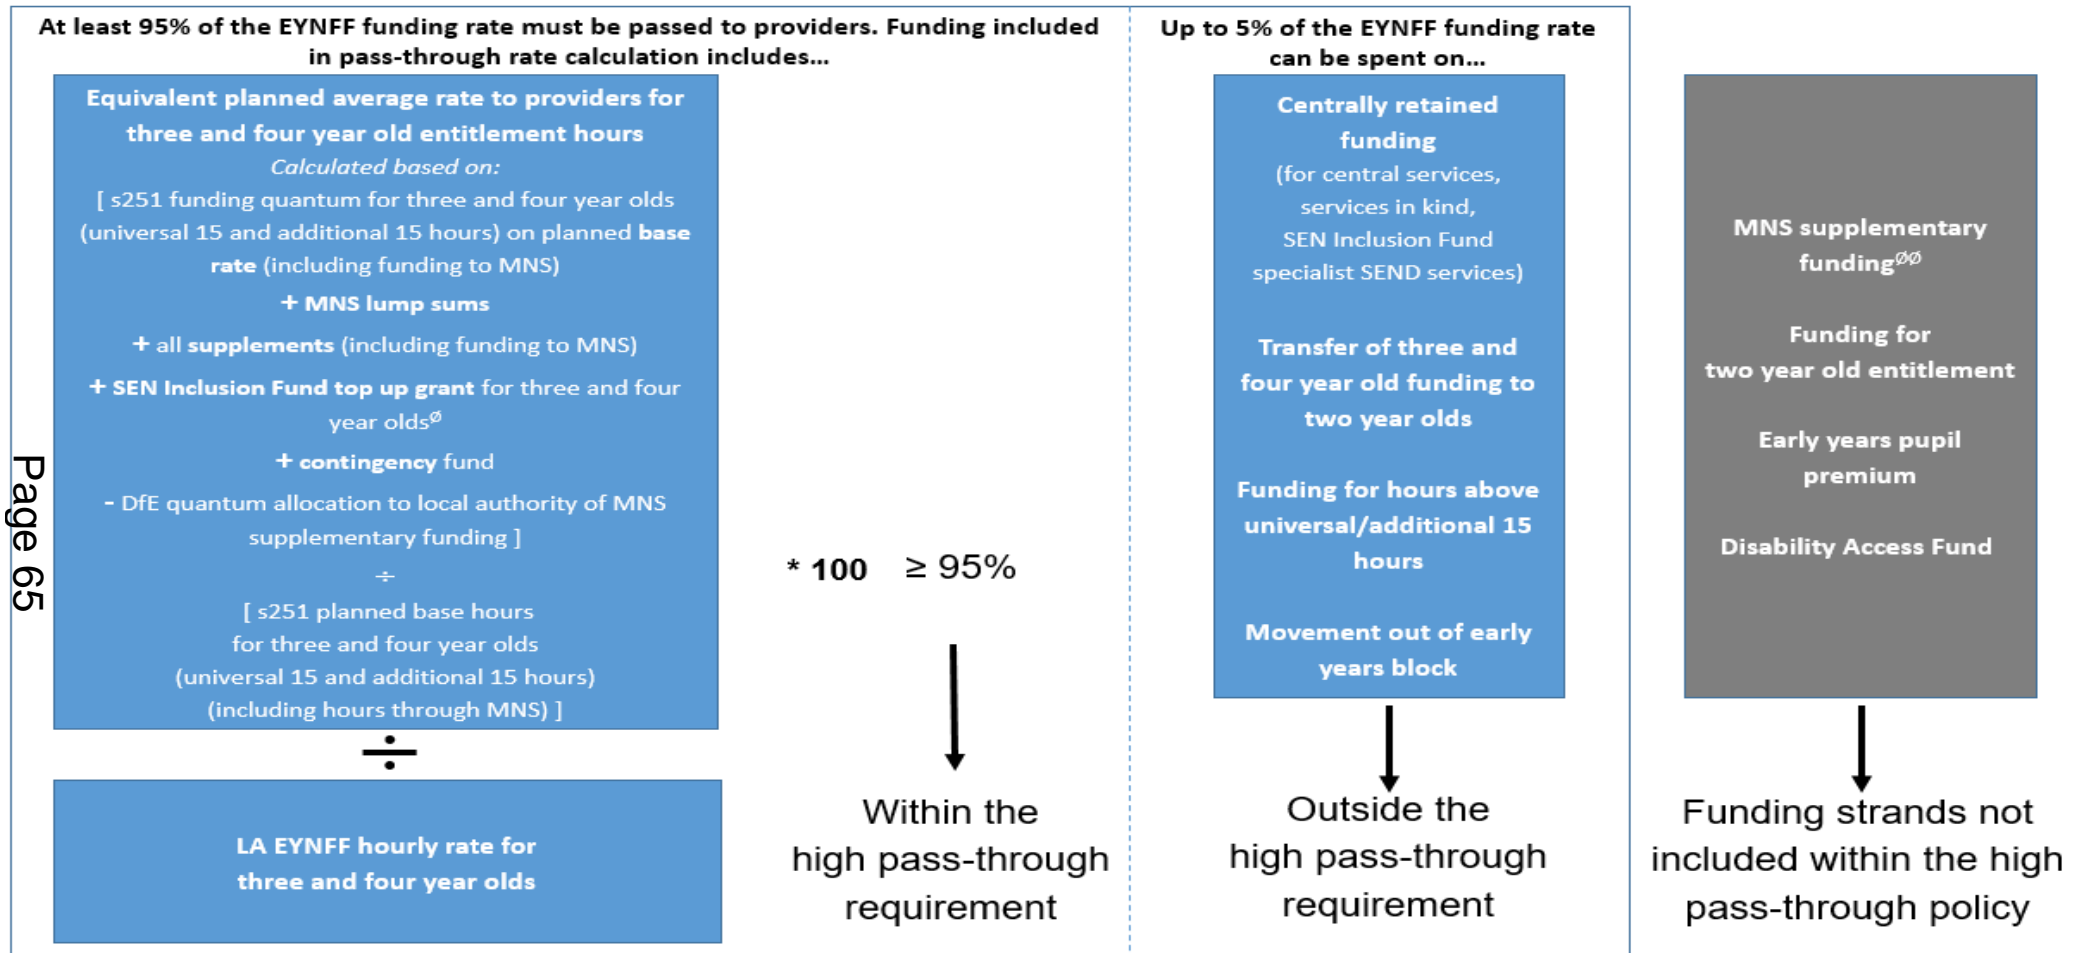 At least 95% of the EYNFF funding rate must be passed to providers. Funding included
in pass-through rate calculation includes...
Equivalent planned average rate to providers for
three and four year old entitlement hours
Calculated based on:
[ s251 funding quantum for three and four year olds
(universal 15 and additional 15 hours) on planned base
rate (including funding to MNS)
+ MNS lump sums
+ all supplements (including funding to MNS)
+ SEN Inclusion Fund top up grant for three and four
year olds^ø
+ contingency fund
- DfE quantum allocation to local authority of MNS
supplementary funding ]
÷
[ s251 planned base hours
for three and four year olds
(universal 15 and additional 15 hours)
(including hours through MNS) ]
÷
LA EYNFF hourly rate for
three and four year olds
* 100 ≥ 95%
Within the
high pass-through
requirement
Up to 5% of the EYNFF funding rate
can be spent on...
Centrally retained
funding
(for central services,
services in kind,
SEN Inclusion Fund
specialist SEND services)
Transfer of three and
four year old funding to
two year olds
Funding for hours above
universal/additional 15
hours
Movement out of early
years block
Outside the
high pass-through
requirement
MNS supplementary
funding^øø
Funding for
two year old entitlement
Early years pupil
premium
Disability Access Fund
Funding strands not
included within the high
pass-through policy
Page 65